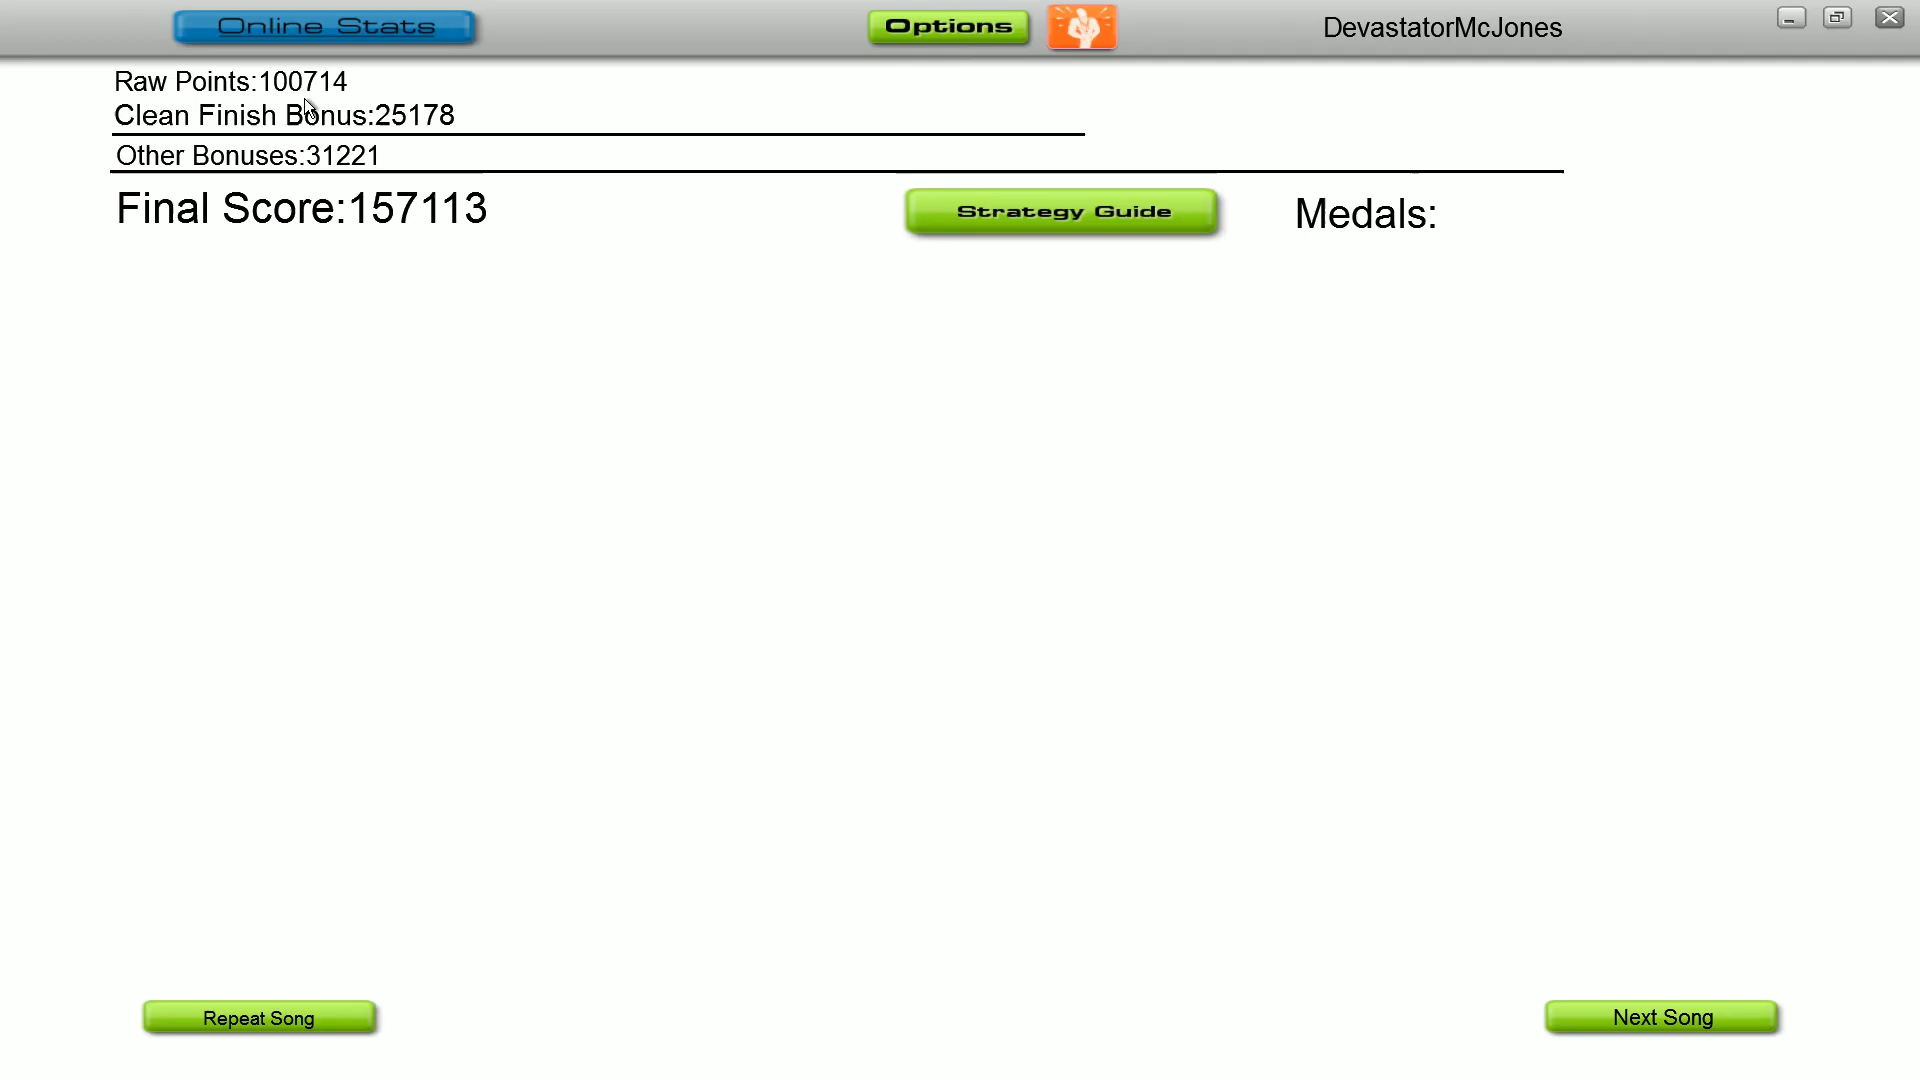 Online Stats
Options
DevastatorMcJones
Raw Points:100714
Clean Finish Bonus:25178
Other Bonuses:31221
Final Score:157113
Strategy Guide
Medals:
Repeat Song
Next Song